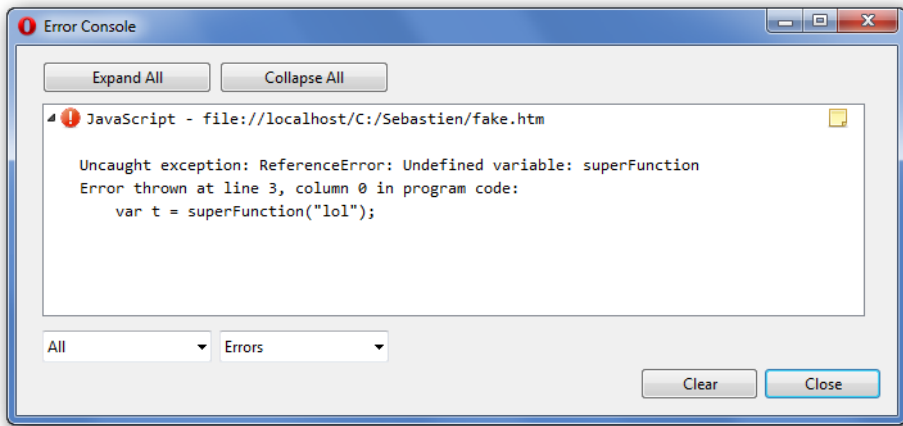 Error Console
Expand All Collapse All
JavaScript - file://localhost/C:/Sebastien/fake.htm
Uncaught exception: ReferenceError: Undefined variable: superFunction
Error thrown at line 3, column 0 in program code:
var t = superFunction("lol");
All Errors
Clear Close